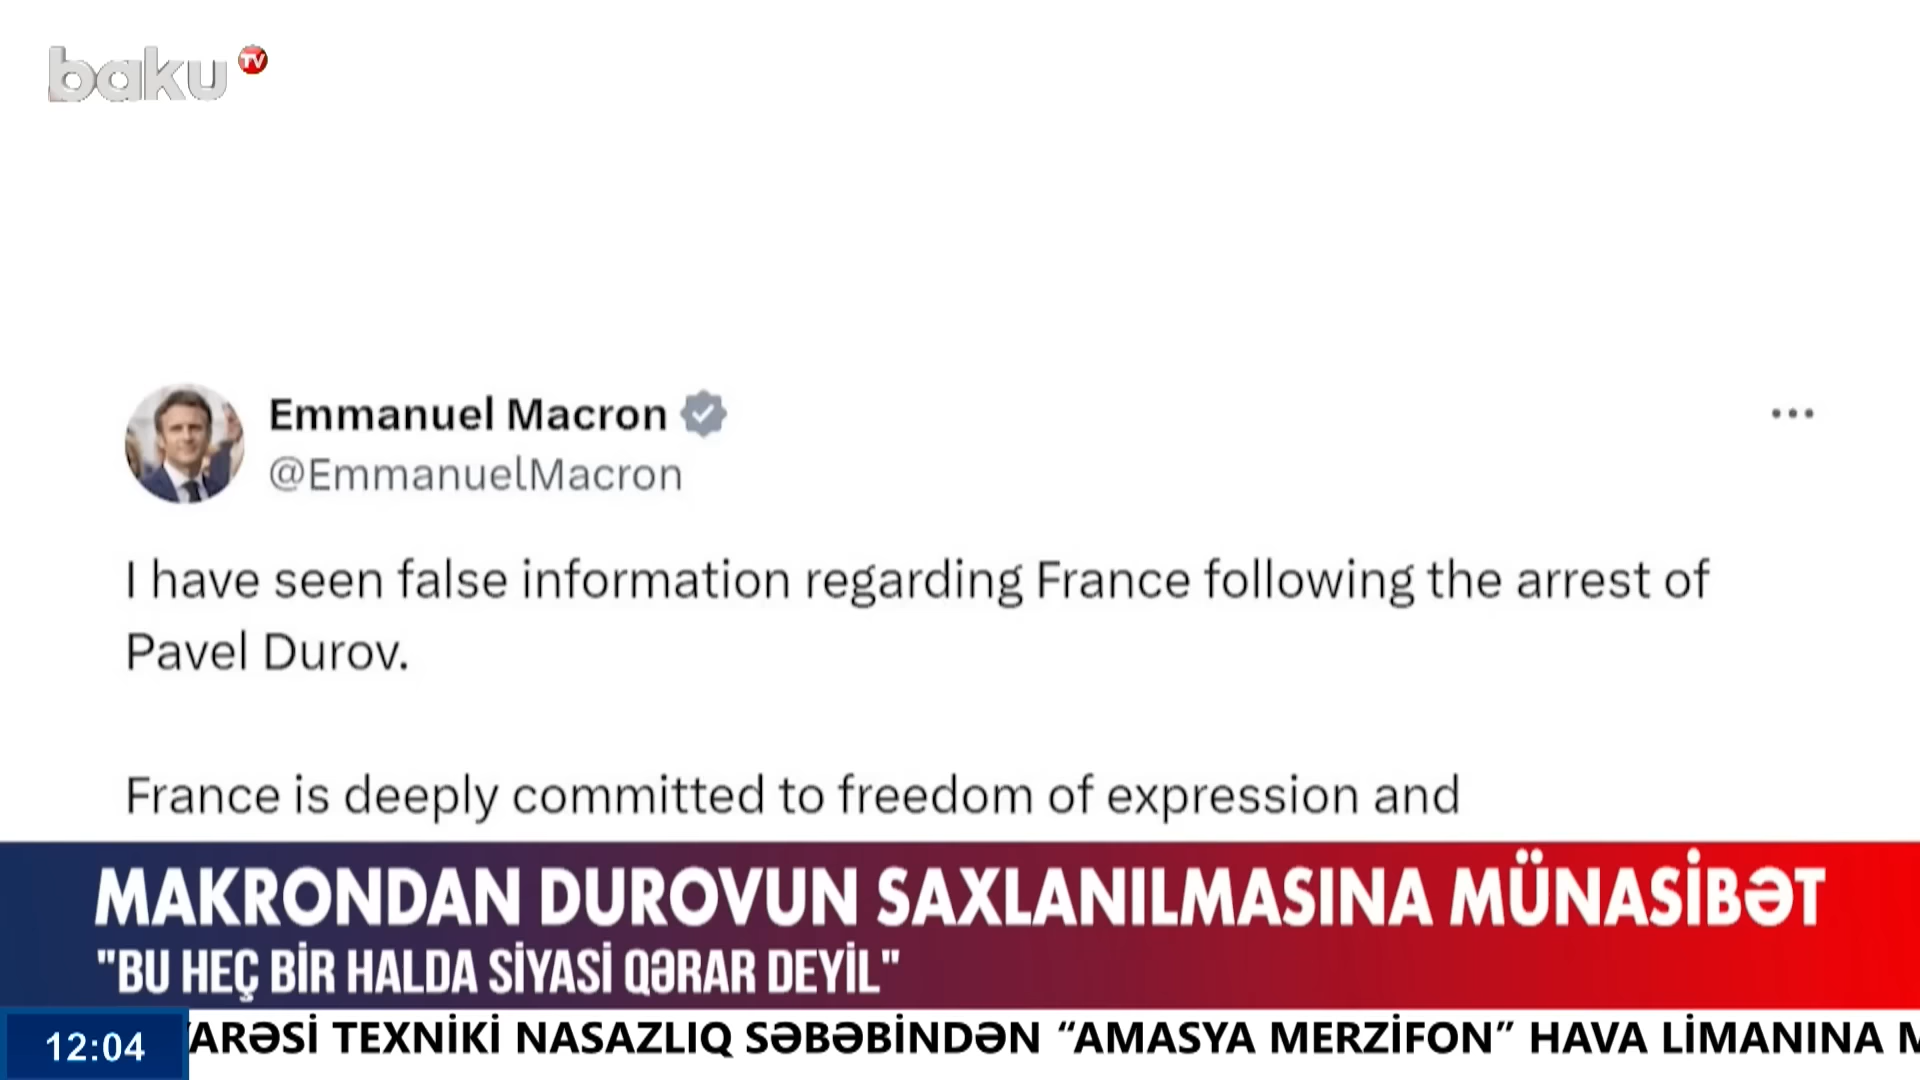 baku TV
Emmanuel Macron
@EmmanuelMacron
I have seen false information regarding France following the arrest of
Pavel Durov.
France is deeply committed to freedom of expression and
MAKRONDAN DUROVUN SAXLANILMASINA MÜNASİBƏT
"BU HEÇ BİR HALDA SİYASİ QƏRAR DEYİL"
12:04 YARƏSİ TEXNİKİ NASAZLIQ SƏBƏBİNDƏN “AMASYA MERZİFON” HAVA LİMANINA